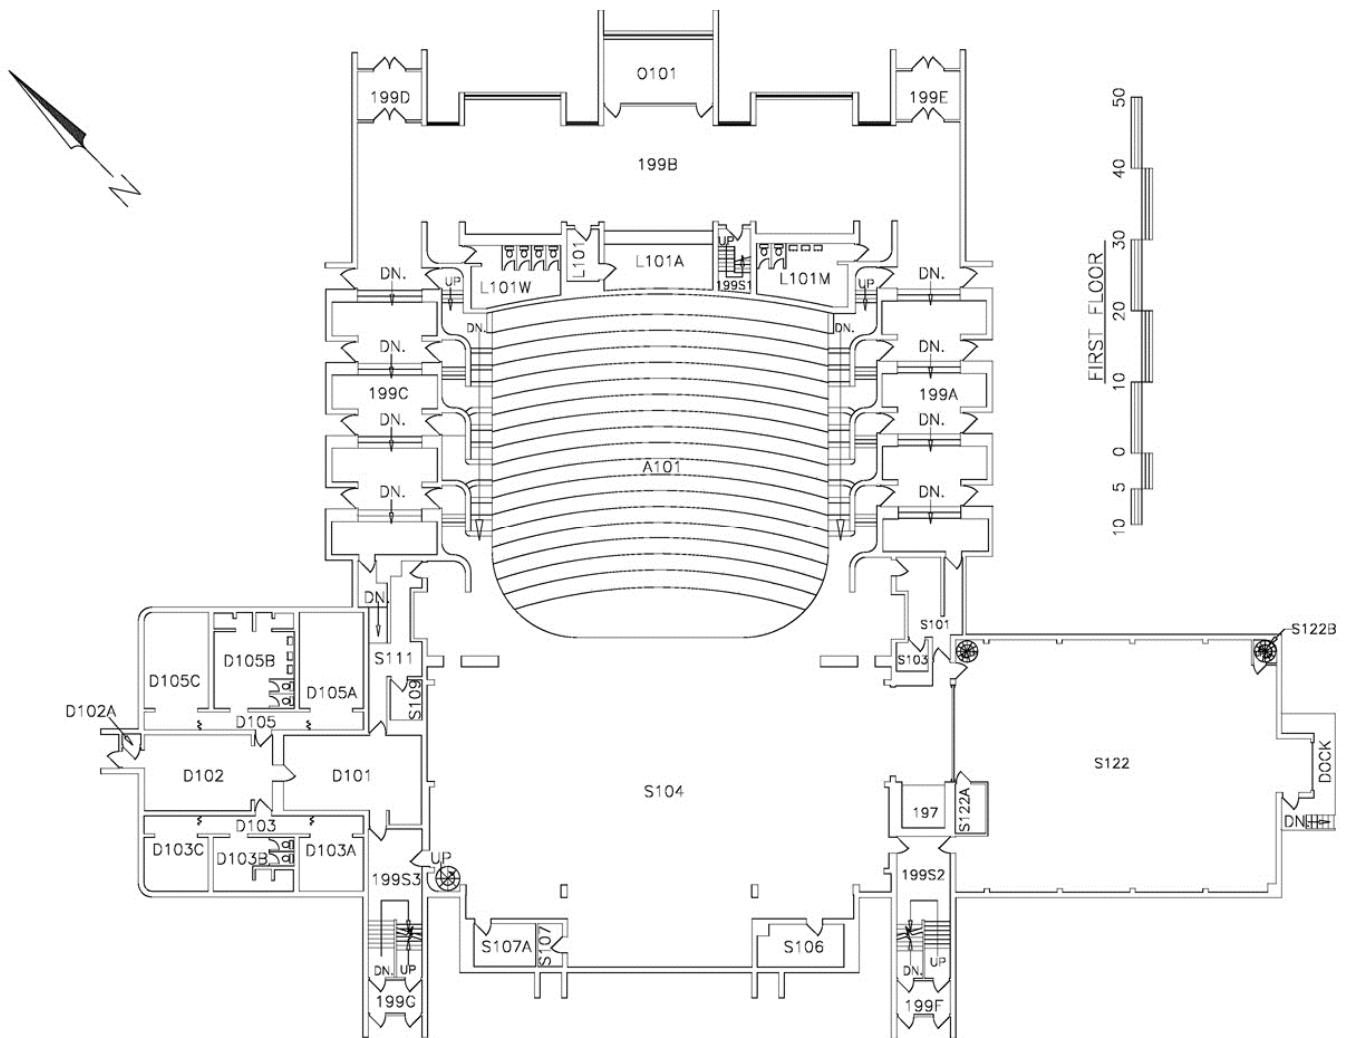 O101
199D
199E
50
199B
40
N
30
UP
L101
L101A
DN.
L101W
199S1
L101M
UP
UP
DN.
DN.
DN.
FIRST FLOOR
20
DN.
DN.
199C
199A
10
DN.
DN.
A101
0
DN.
DN.
5
10
DN.
S101
S122B
S111
S103
D105B
D105C
D105A
S109
D102A
D105
D102
D101
S104
S122
DOCK
197
S122A
DN.
D103
D103C
D103B
D103A
UP
199S3
199S2
S107A
S107
S106
DN.
UP
DN.
UP
199G
199F